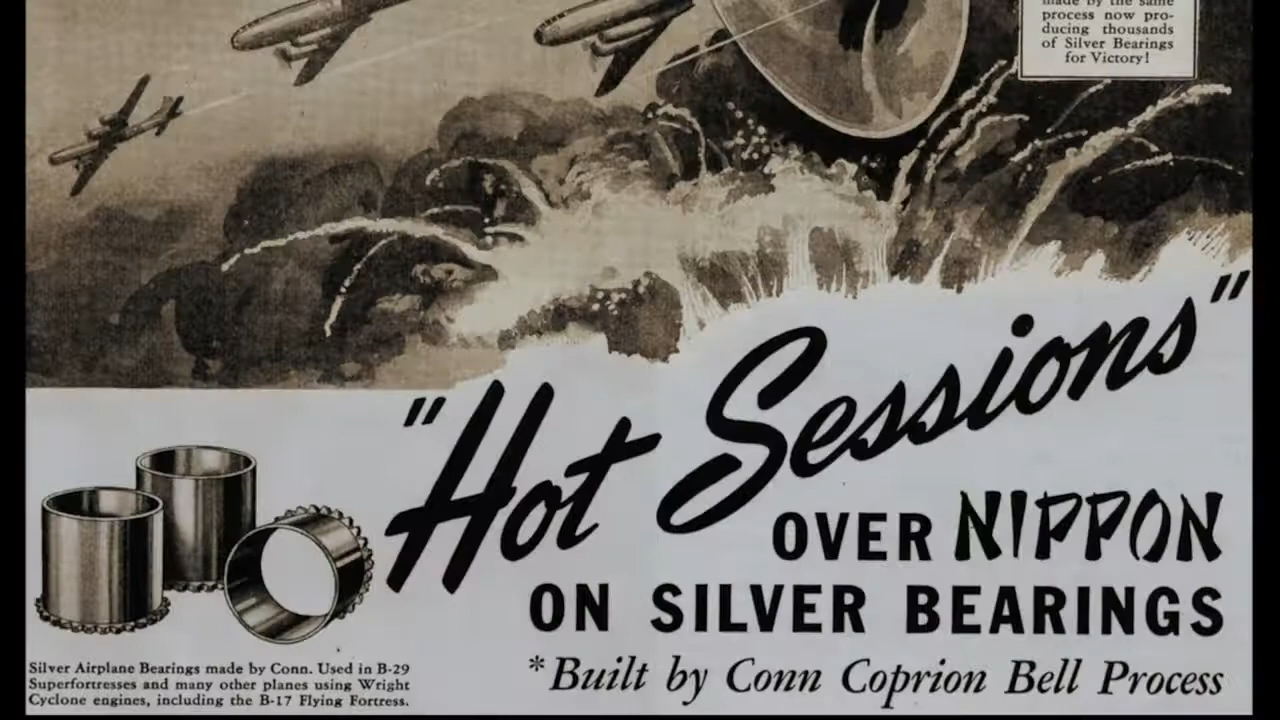 made by the same
process now pro-
ducing thousands
of Silver Bearings
for Victory!
"Hot Sessions"
OVER NIPPON
ON SILVER BEARINGS
*Built by Conn Coprion Bell Process
Silver Airplane Bearings made by Conn. Used in B-29
Superfortresses and many other planes using Wright
Cyclone engines, including the B-17 Flying Fortress.